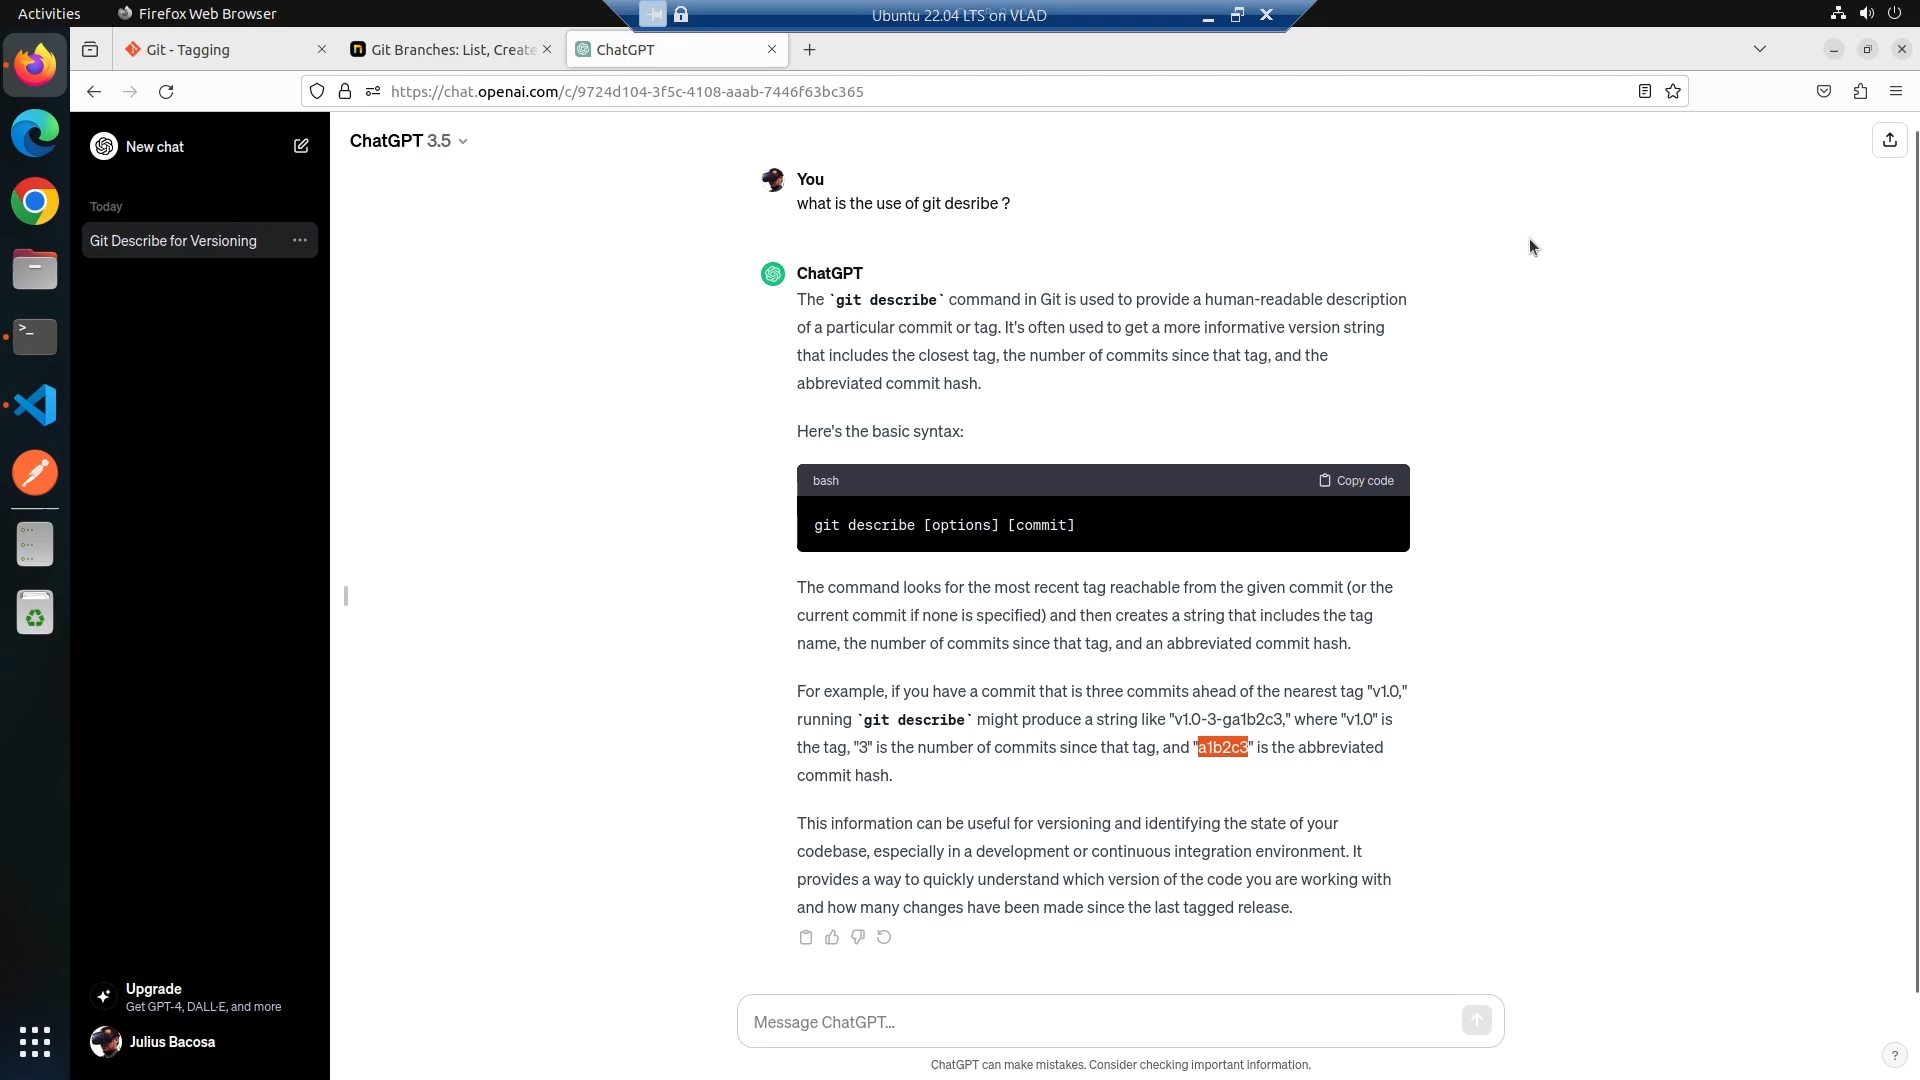 Activities
Firefox Web Browser
Ubuntu 22.04 LTS on VLAD
Git - Tagging
Git Branches: List, Create
ChatGPT
https://chat.openai.com/c/9724d104-3f5c-4108-aaab-7446f63bc365
New chat
Today
Git Describe for Versioning
ChatGPT 3.5
You
what is the use of git desribe ?
ChatGPT
The `git describe` command in Git is used to provide a human-readable description
of a particular commit or tag. It's often used to get a more informative version string
that includes the closest tag, the number of commits since that tag, and the
abbreviated commit hash.
Here's the basic syntax:
bash
Copy code
git describe [options] [commit]
The command looks for the most recent tag reachable from the given commit (or the
current commit if none is specified) and then creates a string that includes the tag
name, the number of commits since that tag, and an abbreviated commit hash.
For example, if you have a commit that is three commits ahead of the nearest tag "v1.0,"
running `git describe` might produce a string like "v1.0-3-ga1b2c3," where "v1.0" is
the tag, "3" is the number of commits since that tag, and "a1b2c3" is the abbreviated
commit hash.
This information can be useful for versioning and identifying the state of your
codebase, especially in a development or continuous integration environment. It
provides a way to quickly understand which version of the code you are working with
and how many changes have been made since the last tagged release.
Upgrade
Get GPT-4, DALL·E, and more
Julius Bacosa
Message ChatGPT…
ChatGPT can make mistakes. Consider checking important information.
?